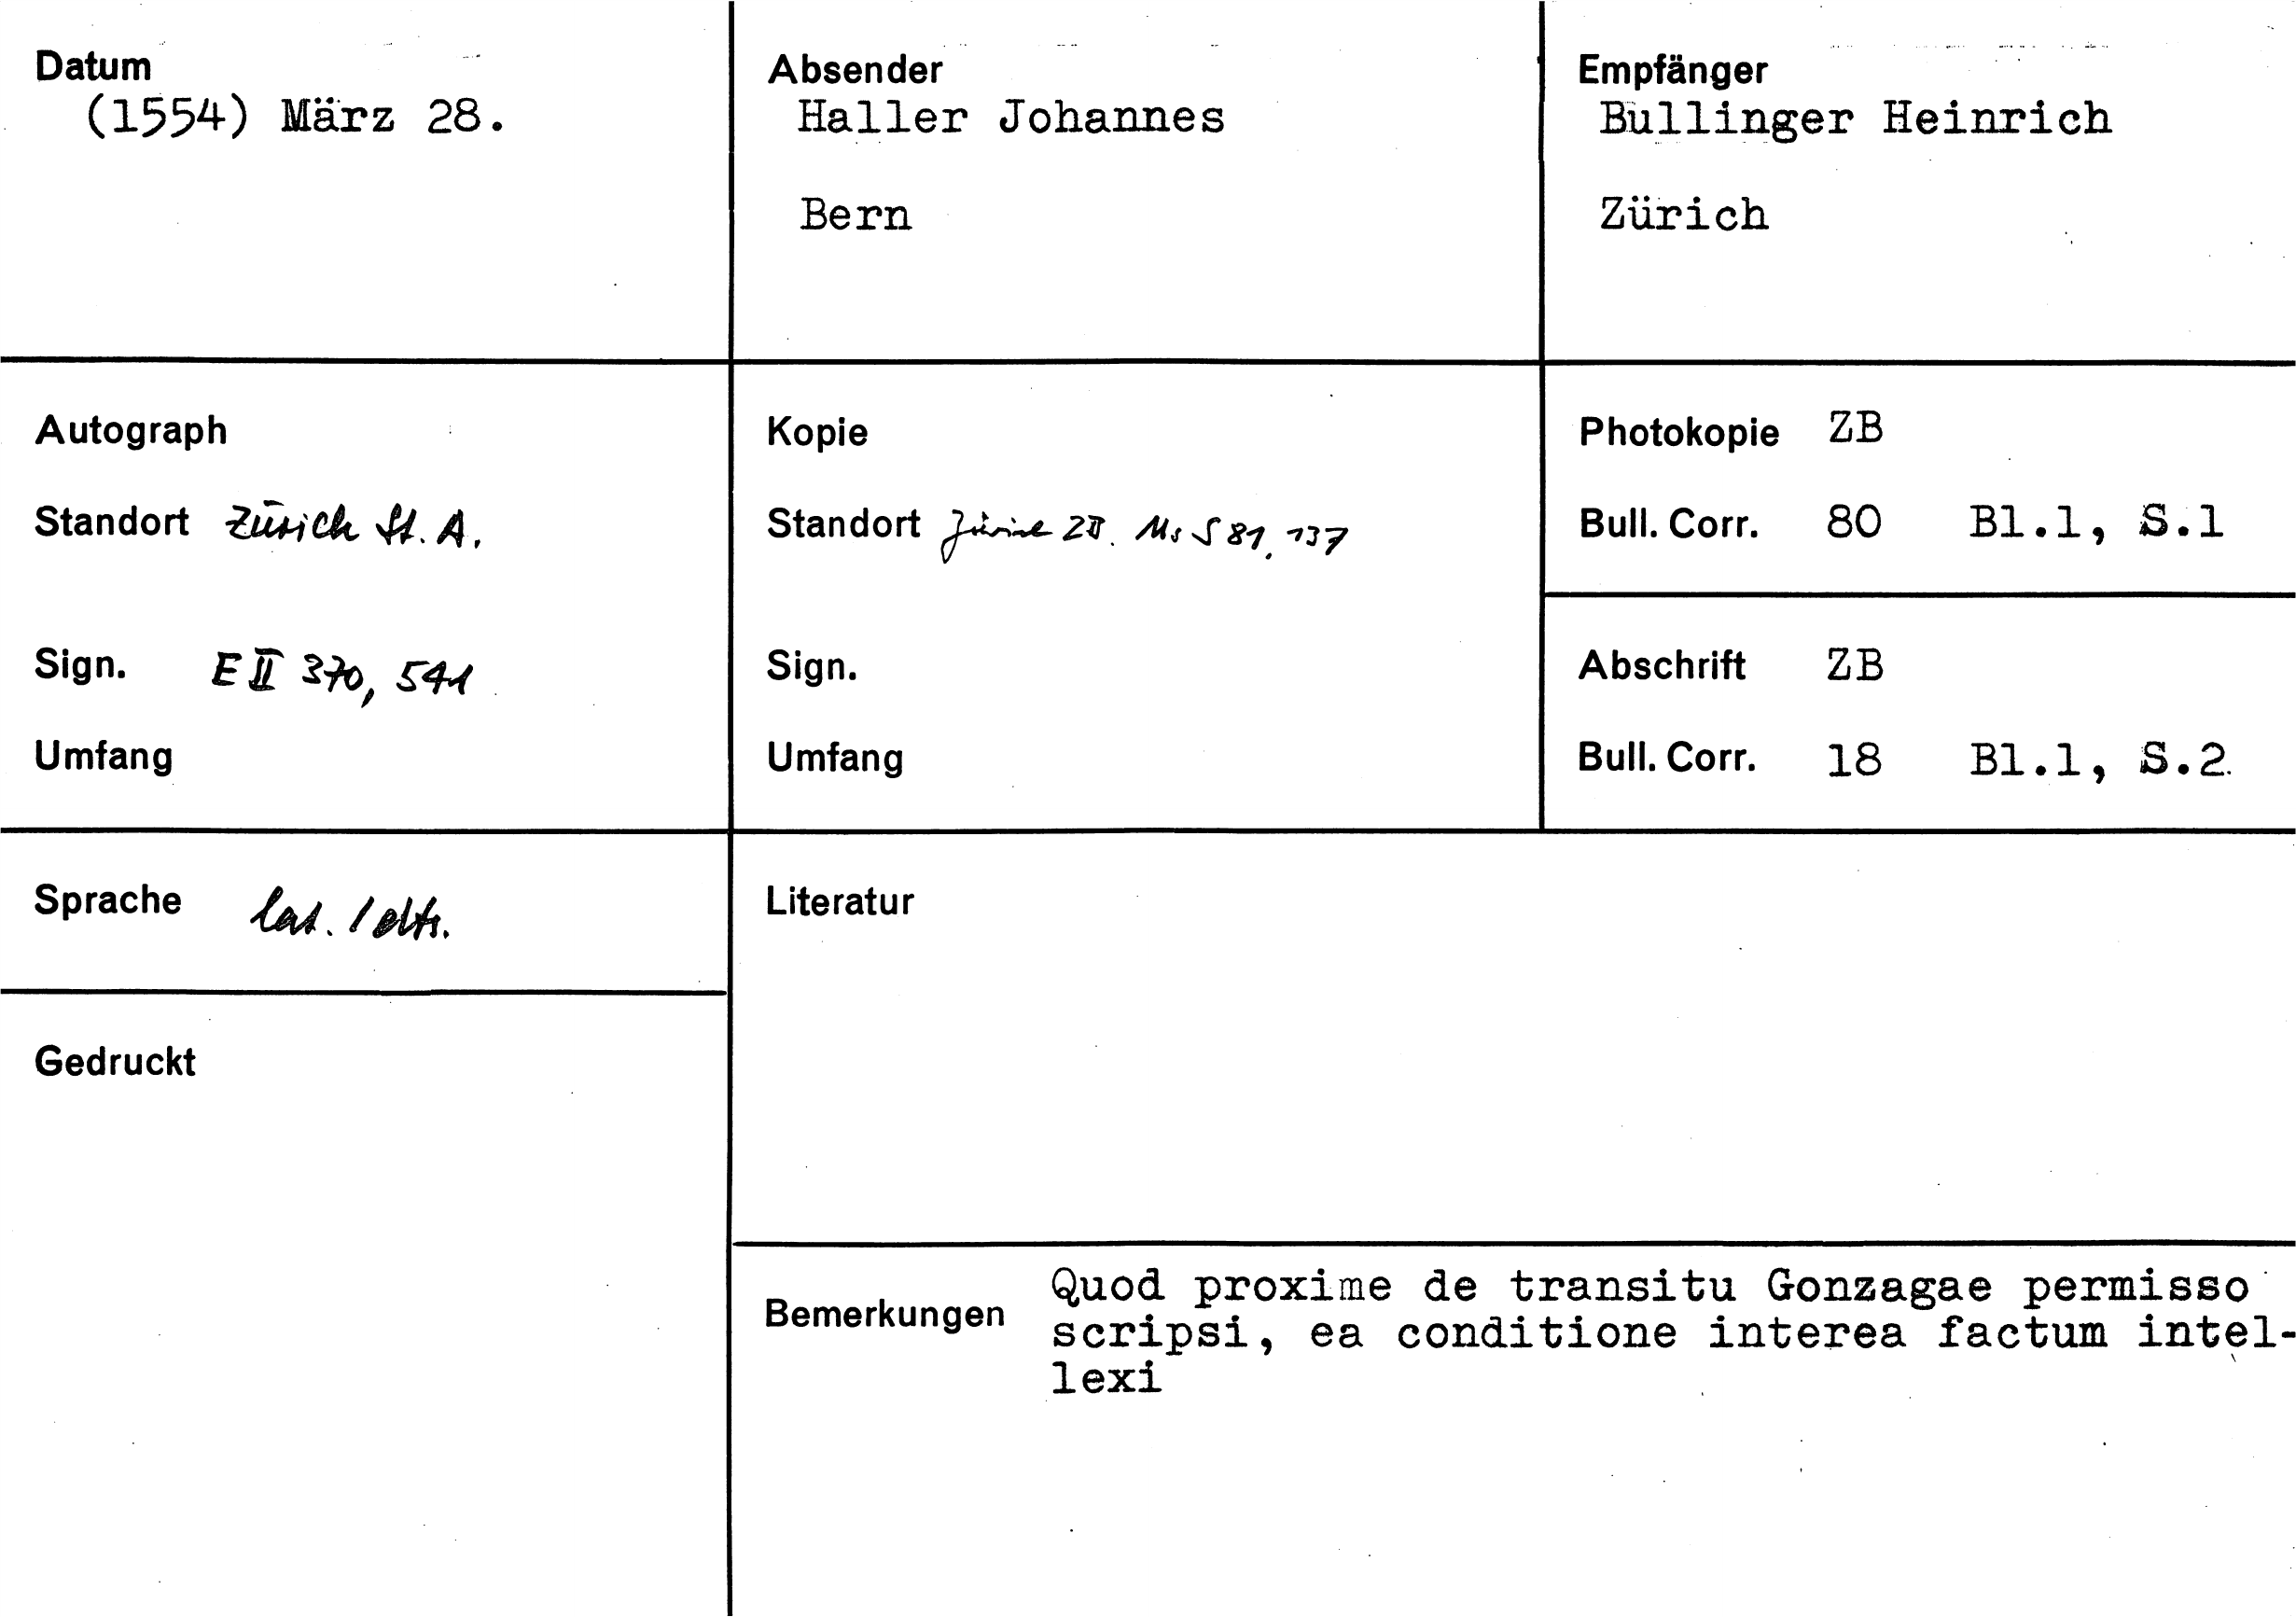 Datum
(1554) März 28.
Absender
Haller Johannes
Bern
Empfänger
Bullinger Heinrich
Zürich
Autograph
Standort Zürich St. A.
Sign. E II 370, 541
Umfang
Kopie
Standort Zürich ZB. Ms S 81, 137
Sign.
Umfang
Photokopie ZB
Bull. Corr. 80 Bl.1, S.1
Abschrift ZB
Bull. Corr. 18 Bl.1, S.2
Sprache lat. / dts.
Gedruckt
Literatur
Bemerkungen
Quod proxime de transitu Gonzagae permisso
scripsi, ea conditione interea factum intel-
lexi